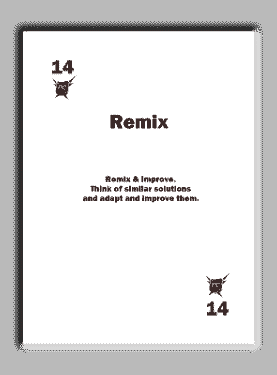 14
Remix
Remix & Improve.
Think of similar solutions
and adapt and improve them.
14